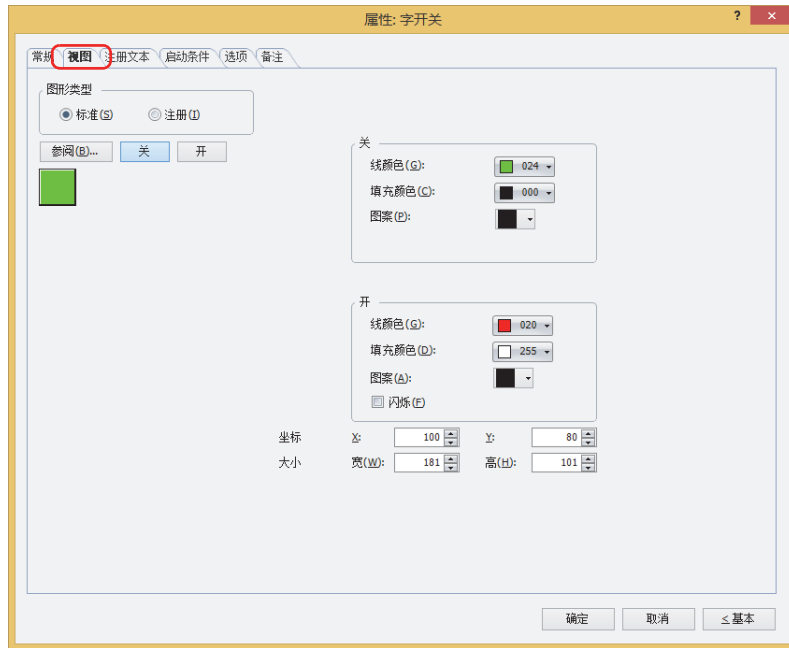 属性: 字开关
? ×
常规 视图 注册文本 启动条件 选项 备注
图形类型
标准(S) 注册(I)
参阅(B)... 关 开
关
线颜色(G): 024
填充颜色(C): 000
图案(P):
开
线颜色(G): 020
填充颜色(D): 255
图案(A):
闪烁(F)
坐标 X: 100 Y: 80
大小 宽(W): 181 高(H): 101
确定 取消 <基本